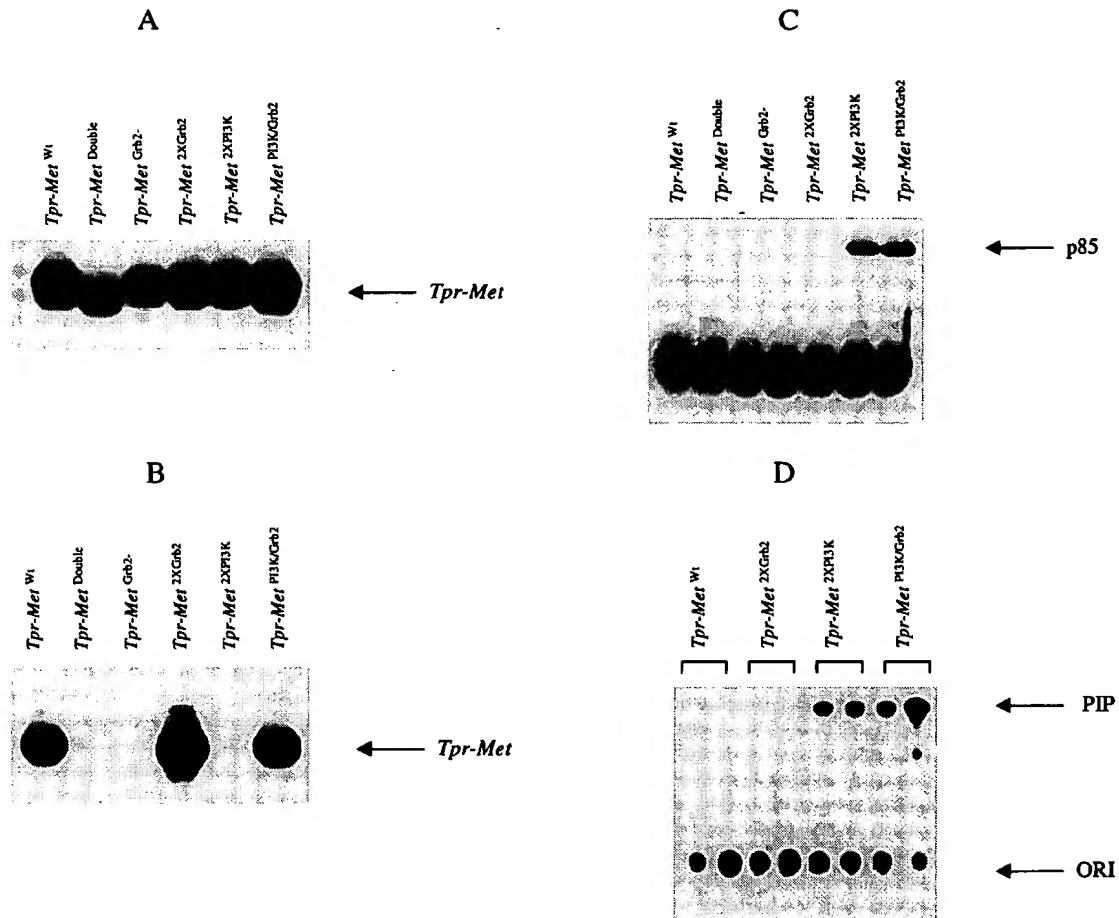 A
Tpr-Met Wt
Tpr-Met Double
Tpr-Met Grb2-
Tpr-Met 2XGrb2
Tpr-Met 2XPI3K
Tpr-Met PI3K/Grb2
Tpr-Met
B
Tpr-Met Wt
Tpr-Met Double
Tpr-Met Grb2-
Tpr-Met 2XGrb2
Tpr-Met 2XPI3K
Tpr-Met PI3K/Grb2
Tpr-Met
C
Tpr-Met Wt
Tpr-Met Double
Tpr-Met Grb2-
Tpr-Met 2XGrb2
Tpr-Met 2XPI3K
Tpr-Met PI3K/Grb2
p85
D
Tpr-Met Wt
Tpr-Met 2XGrb2
Tpr-Met 2XPI3K
Tpr-Met PI3K/Grb2
PIP
ORI